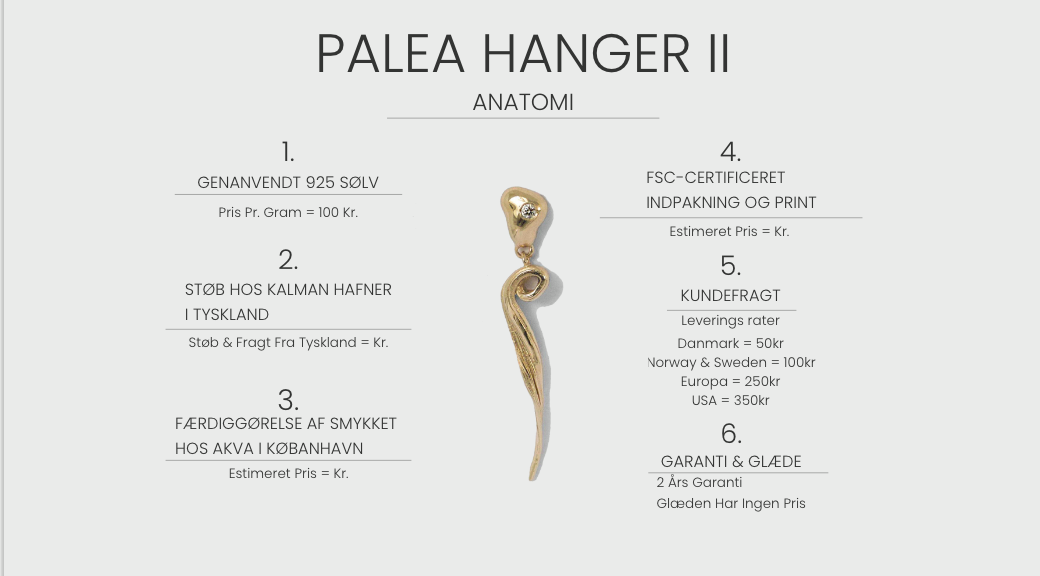 PALEA HANGER II
ANATOMI
1.
GENANVENDT 925 SØLV
Pris Pr. Gram = 100 Kr.
2.
STØB HOS KALMAN HAFNER
I TYSKLAND
Støb & Fragt Fra Tyskland = Kr.
3.
FÆRDIGGØRELSE AF SMYKKET
HOS AKVA I KØBANHAVN
Estimeret Pris = Kr.
4.
FSC-CERTIFICERET
INDPAKNING OG PRINT
Estimeret Pris = Kr.
5.
KUNDEFRAGT
Leverings rater
Danmark = 50kr
Norway & Sweden = 100kr
Europa = 250kr
USA = 350kr
6.
GARANTI & GLÆDE
2 Års Garanti
Glæden Har Ingen Pris